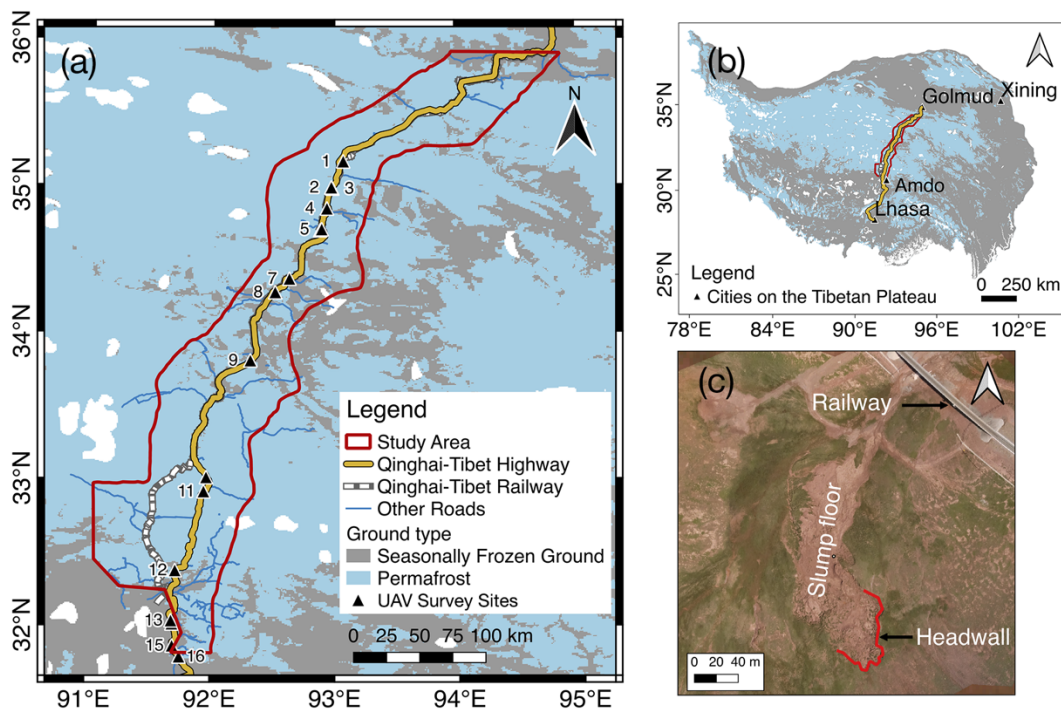 (a)
36°N
35°N
34°N
33°N
32°N
91°E
92°E
93°E
94°E
95°E
N
1
2
3
4
5
7
8
9
11
12
13
15
16
Legend
Study Area
Qinghai-Tibet Highway
Qinghai-Tibet Railway
Other Roads
Ground type
Seasonally Frozen Ground
Permafrost
UAV Survey Sites
0 25 50 75 100 km
(b)
35°N
30°N
25°N
Golmud
Xining
Amdo
Lhasa
Legend
Cities on the Tibetan Plateau
0 250 km
78°E
84°E
90°E
96°E
102°E
(c)
Railway
Slump floor
Headwall
0 20 40 m